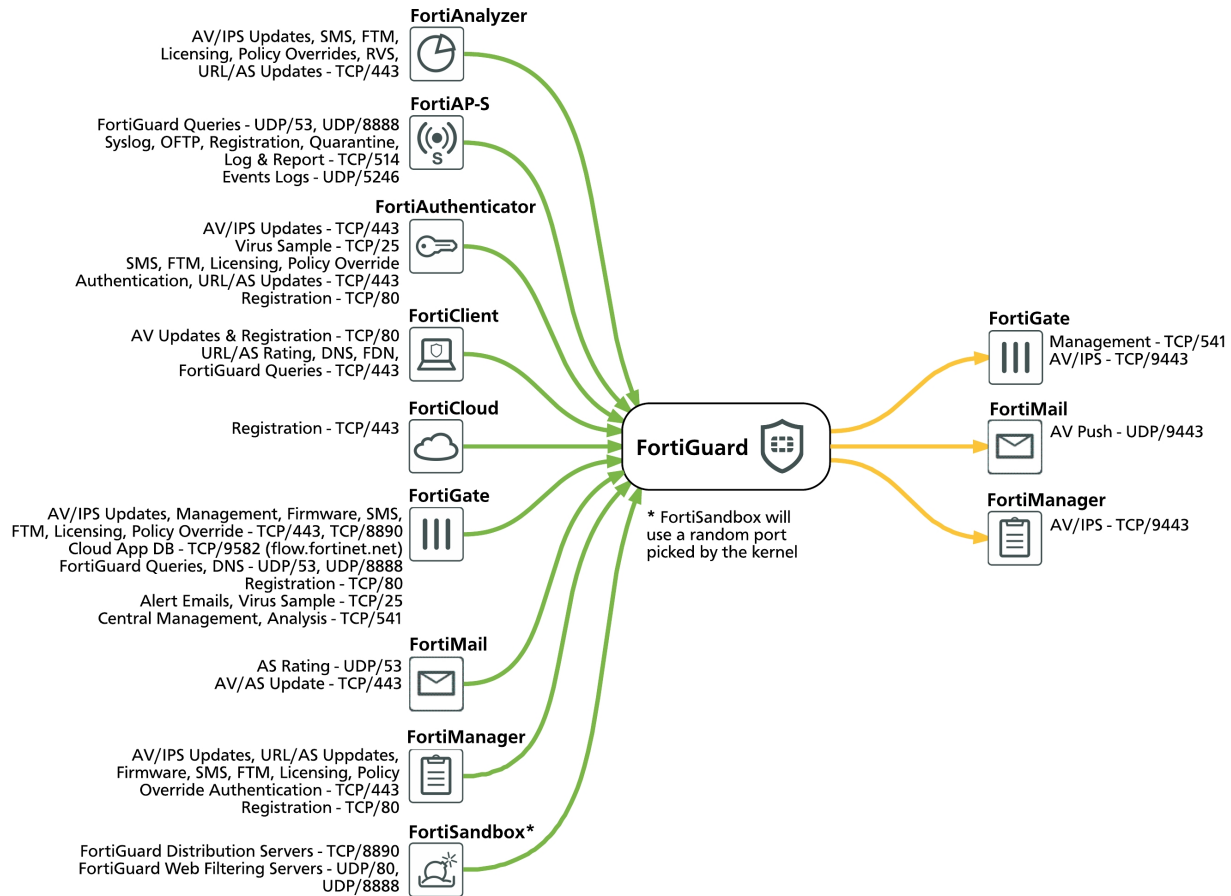 FortiAnalyzer
AV/IPS Updates, SMS, FTM,
Licensing, Policy Overrides, RVS,
URL/AS Updates - TCP/443
FortiAP-S
FortiGuard Queries - UDP/53, UDP/8888
Syslog, OFTP, Registration, Quarantine,
Log & Report - TCP/514
Events Logs - UDP/5246
S
FortiAuthenticator
AV/IPS Updates - TCP/443
Virus Sample - TCP/25
SMS, FTM, Licensing, Policy Override
Authentication, URL/AS Updates - TCP/443
Registration - TCP/80
FortiClient
AV Updates & Registration - TCP/80
URL/AS Rating, DNS, FDN,
FortiGuard Queries - TCP/443
FortiCloud
Registration - TCP/443
FortiGate
AV/IPS Updates, Management, Firmware, SMS,
FTM, Licensing, Policy Override - TCP/443, TCP/8890
Cloud App DB - TCP/9582 (flow.fortinet.net)
FortiGuard Queries, DNS - UDP/53, UDP/8888
Registration - TCP/80
Alert Emails, Virus Sample - TCP/25
Central Management, Analysis - TCP/541
FortiMail
AS Rating - UDP/53
AV/AS Update - TCP/443
FortiManager
AV/IPS Updates, URL/AS Uppdates,
Firmware, SMS, FTM, Licensing, Policy
Override Authentication - TCP/443
Registration - TCP/80
FortiSandbox*
FortiGuard Distribution Servers - TCP/8890
FortiGuard Web Filtering Servers - UDP/80,
UDP/8888
FortiGuard
* FortiSandbox will
use a random port
picked by the kernel
FortiGate
Management - TCP/541
AV/IPS - TCP/9443
FortiMail
AV Push - UDP/9443
FortiManager
AV/IPS - TCP/9443